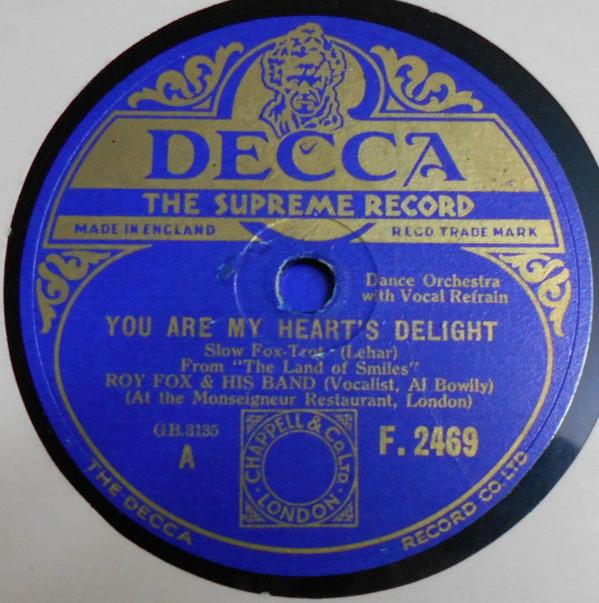 DECCA
THE SUPREME RECORD
MADE IN ENGLAND REGD TRADE MARK
Dance Orchestra
with Vocal Refrain
YOU ARE MY HEART'S DELIGHT
Slow Fox-Trot - (Lehar)
From "The Land of Smiles"
ROY FOX & HIS BAND (Vocalist, Al Bowlly)
(At the Monseigneur Restaurant, London)
GB.3135
A
F. 2469
CHAPPELL & CO. LTD
LONDON
THE DECCA RECORD CO. LTD